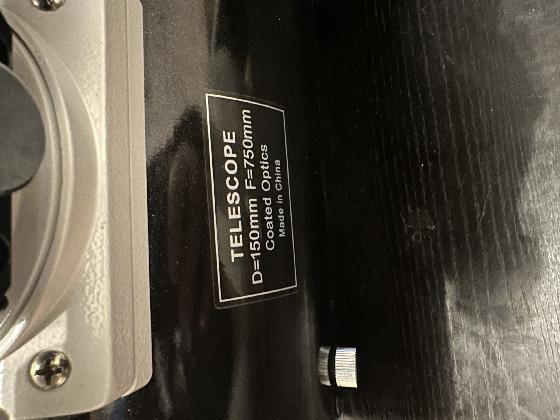 TELESCOPE
D=150mm F=750mm
Coated Optics
Made in China